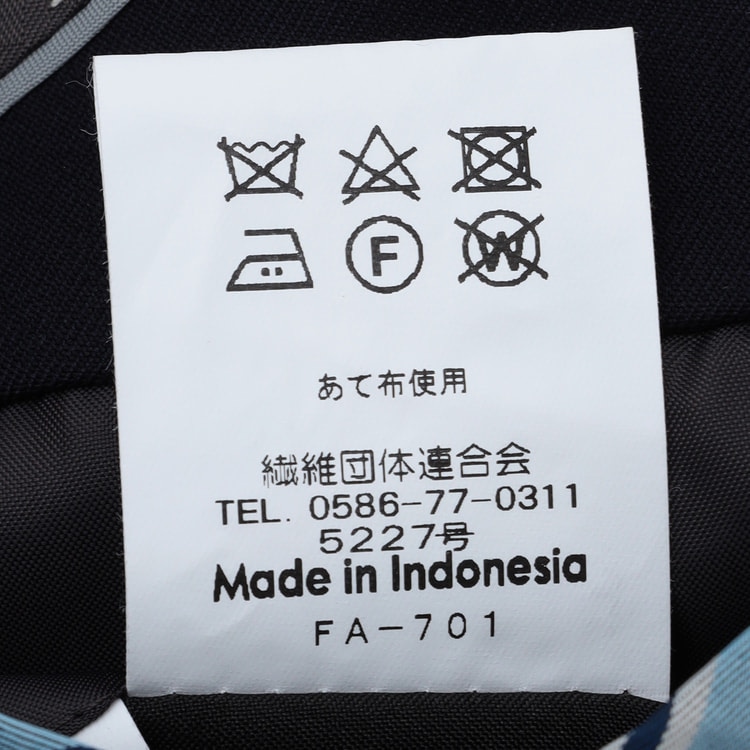 F W
あて布使用
繊維団体連合会
TEL. 0586-77-0311
5227号
Made in Indonesia
FA-701